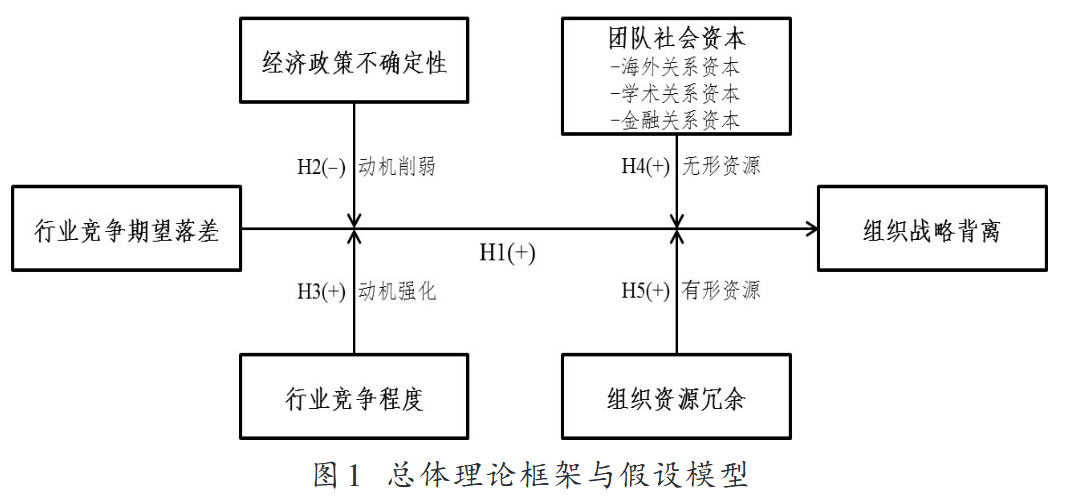 经济政策不确定性
团队社会资本
-海外关系资本
-学术关系资本
-金融关系资本
H2(−) 动机削弱
H4(+) 无形资源
行业竞争期望落差
组织战略背离
H1(+)
H3(+) 动机强化
H5(+) 有形资源
行业竞争程度
组织资源冗余
图1 总体理论框架与假设模型